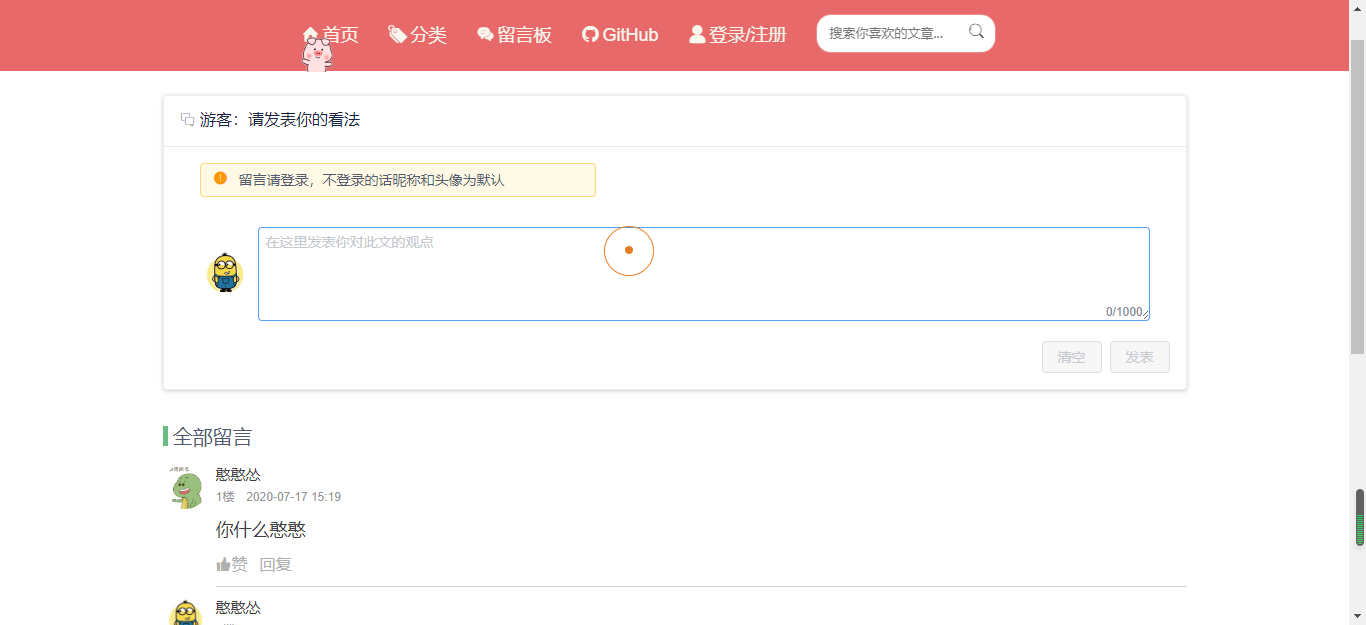 首页 分类 留言板 GitHub 登录/注册 搜索你喜欢的文章...
游客：请发表你的看法
留言请登录，不登录的话昵称和头像为默认
在这里发表你对此文的观点
0/1000
清空 发表
全部留言
憨憨怂
1楼 2020-07-17 15:19
你什么憨憨
赞 回复
憨憨怂